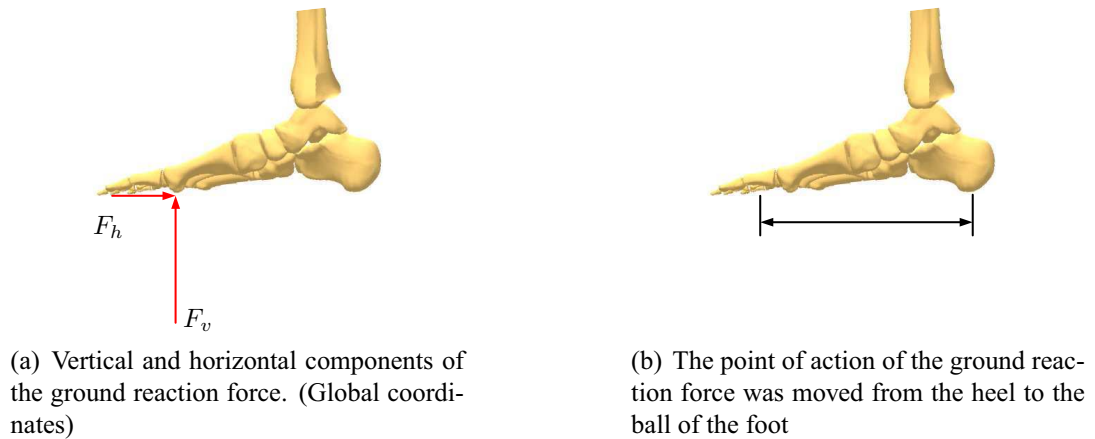 F_h
F_v
(a) Vertical and horizontal components of
the ground reaction force. (Global coordi-
nates)
(b) The point of action of the ground reac-
tion force was moved from the heel to the
ball of the foot